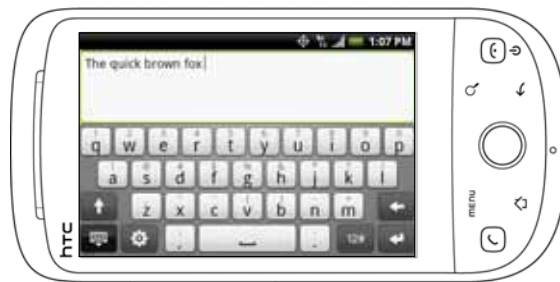 1:07 PM
The quick brown fox
q w e r t y u i o p
a s d f g h j k l
z x c v b n m
, . 12#
hTC
menu